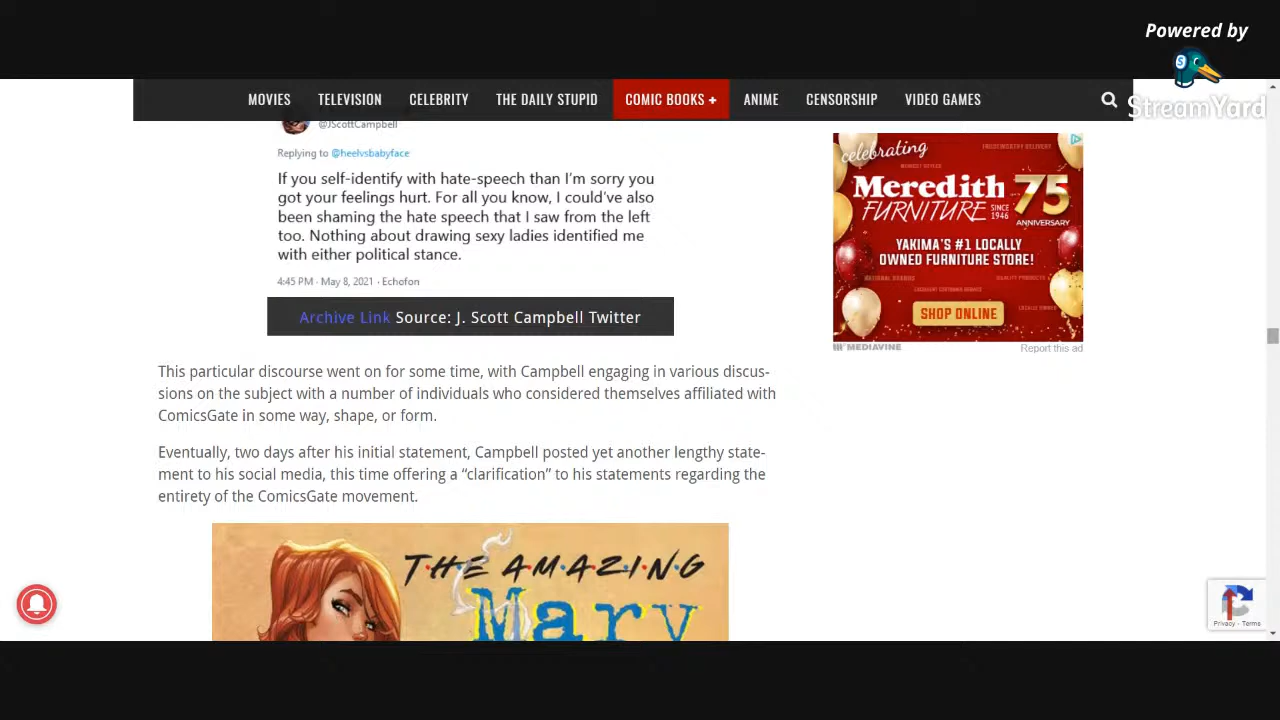 Powered by
StreamYard
MOVIES TELEVISION CELEBRITY THE DAILY STUPID COMIC BOOKS + ANIME CENSORSHIP VIDEO GAMES
@JScottCampbell
Replying to @heelvsbabyface
If you self-identify with hate-speech than I'm sorry you
got your feelings hurt. For all you know, I could've also
been shaming the hate speech that I saw from the left
too. Nothing about drawing sexy ladies identified me
with either political stance.
4:45 PM · May 8, 2021 · Echofon
Archive Link Source: J. Scott Campbell Twitter
This particular discourse went on for some time, with Campbell engaging in various discus-
sions on the subject with a number of individuals who considered themselves affiliated with
ComicsGate in some way, shape, or form.
Eventually, two days after his initial statement, Campbell posted yet another lengthy state-
ment to his social media, this time offering a “clarification” to his statements regarding the
entirety of the ComicsGate movement.
THE AMAZING
Mary
celebrating
Meredith
FURNITURE
SINCE
1946
75
ANNIVERSARY
YAKIMA'S #1 LOCALLY
OWNED FURNITURE STORE!
NATIONAL BRANDS
EXCELLENT CUSTOMER SERVICE
SHOP ONLINE
LOCALLY OWNED
MEDIAVINE
Report this ad
Privacy - Terms